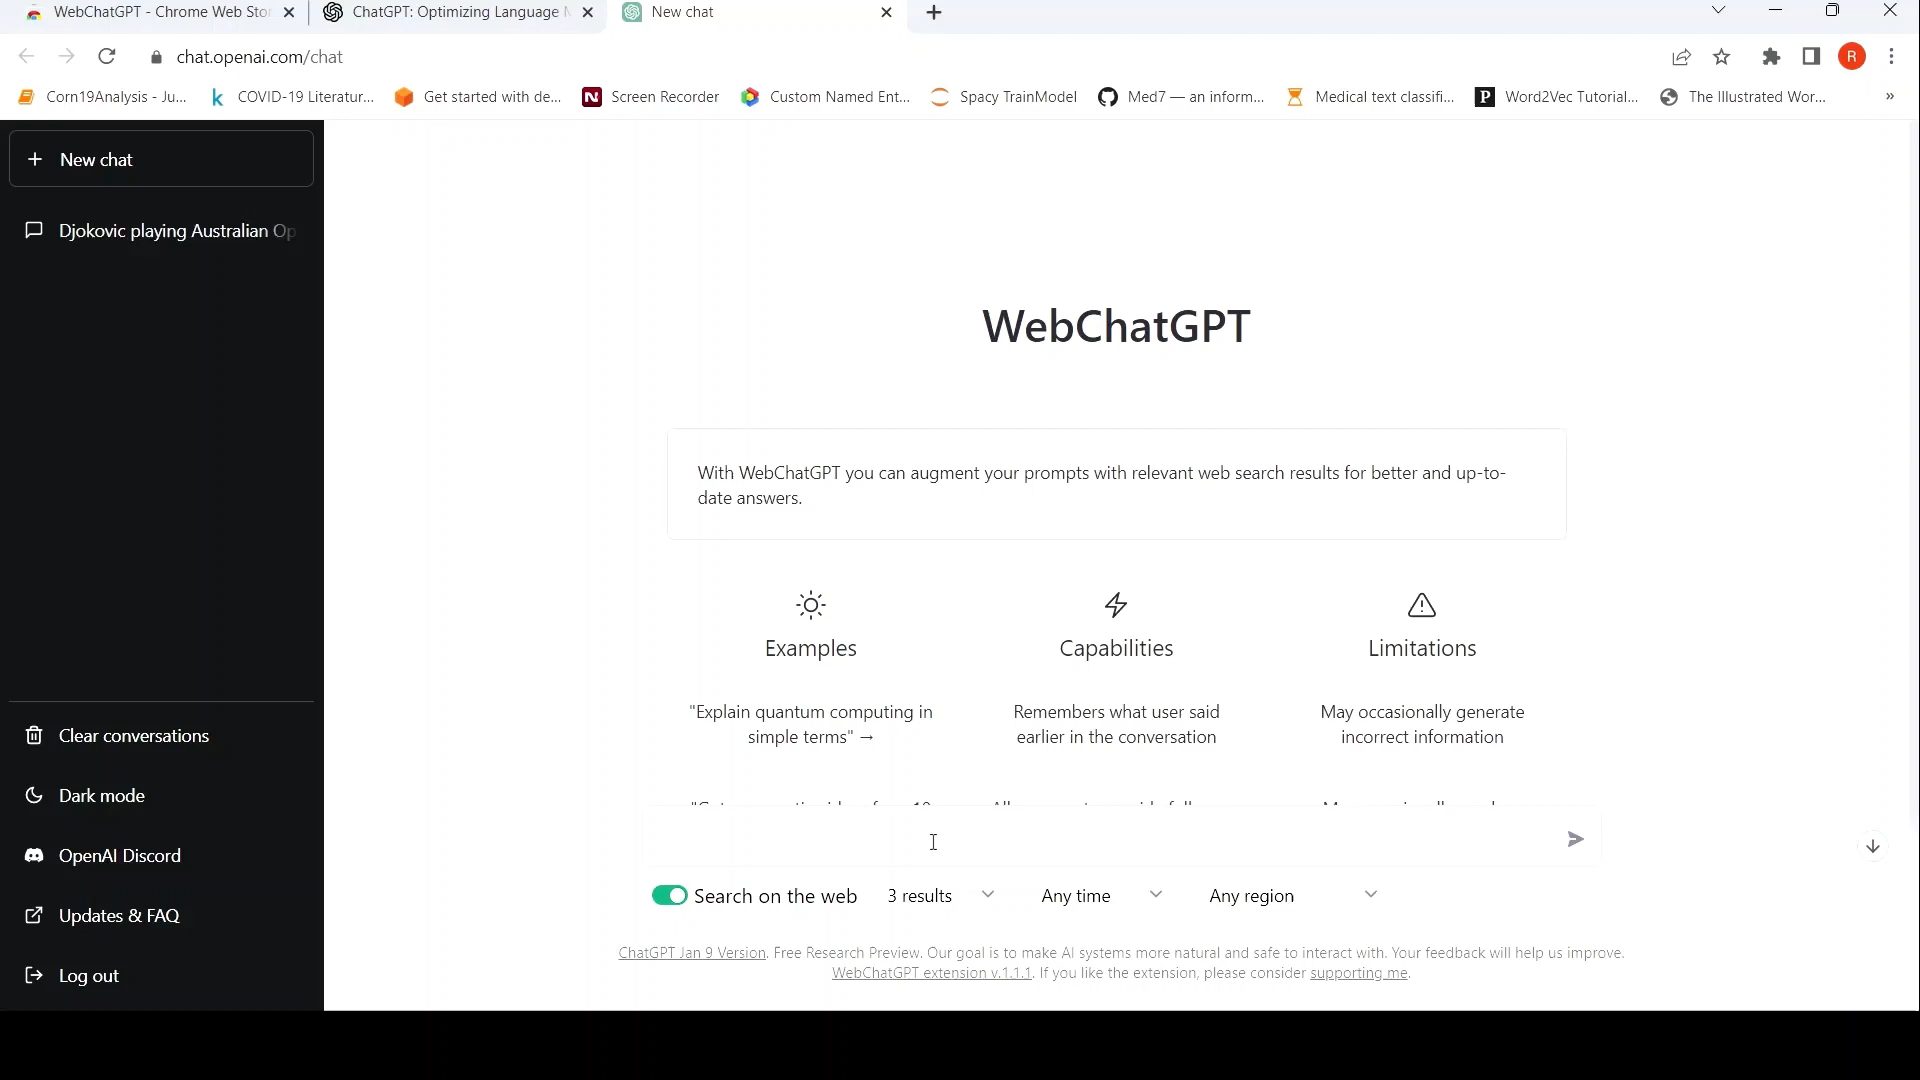 WebChatGPT - Chrome Web Sto
ChatGPT: Optimizing Language
New chat
chat.openai.com/chat
R
Corn19Analysis - Ju...
COVID-19 Literatur...
Get started with de...
Screen Recorder
Custom Named Ent...
Spacy TrainModel
Med7 — an inform...
Medical text classifi...
Word2Vec Tutorial...
The Illustrated Wor...
»
+ New chat
Djokovic playing Australian Op
WebChatGPT
With WebChatGPT you can augment your prompts with relevant web search results for better and up-to-
date answers.
Examples
Capabilities
Limitations
"Explain quantum computing in
simple terms" →
Remembers what user said
earlier in the conversation
May occasionally generate
incorrect information
Clear conversations
Dark mode
OpenAI Discord
Updates & FAQ
Log out
Search on the web
3 results
Any time
Any region
ChatGPT Jan 9 Version. Free Research Preview. Our goal is to make AI systems more natural and safe to interact with. Your feedback will help us improve.
WebChatGPT extension v.1.1.1. If you like the extension, please consider supporting me.